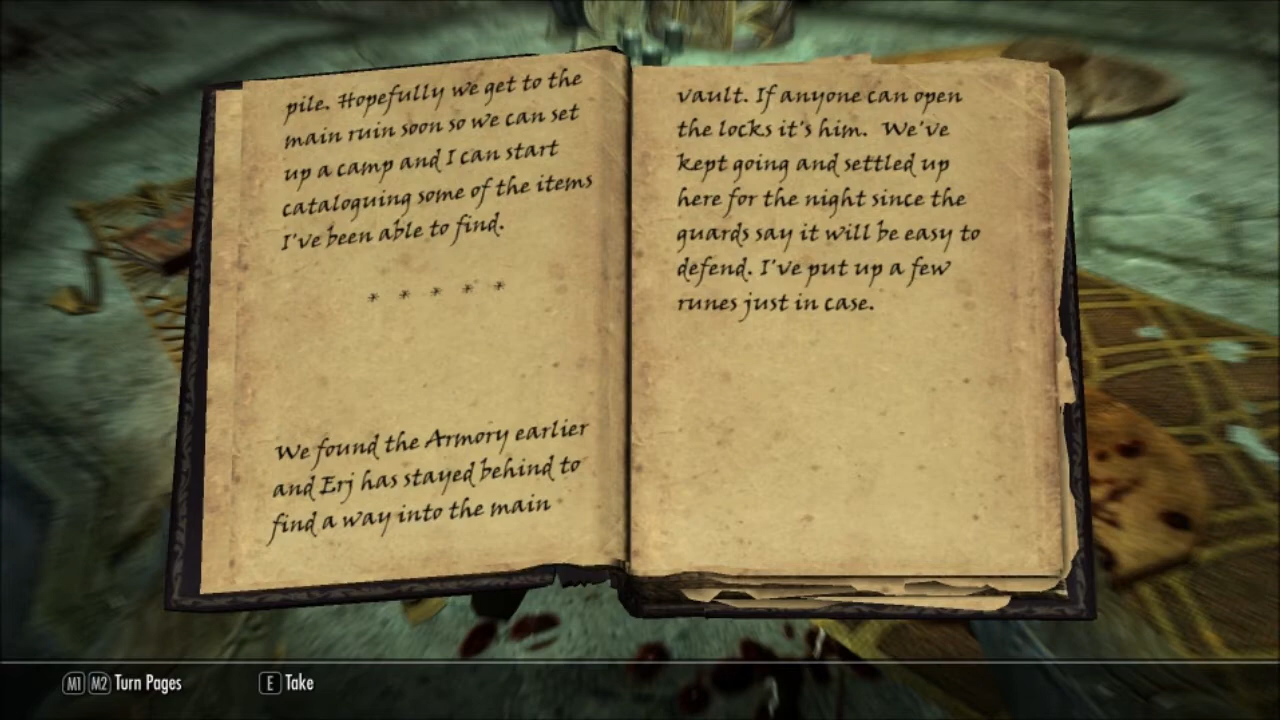 pile. Hopefully we get to the
main ruin soon so we can set
up a camp and I can start
cataloguing some of the items
I've been able to find.
* * * * *
We found the Armory earlier
and Erj has stayed behind to
find a way into the main
vault. If anyone can open
the locks it's him. We've
kept going and settled up
here for the night since the
guards say it will be easy to
defend. I've put up a few
runes just in case.
M1 M2 Turn Pages
E Take